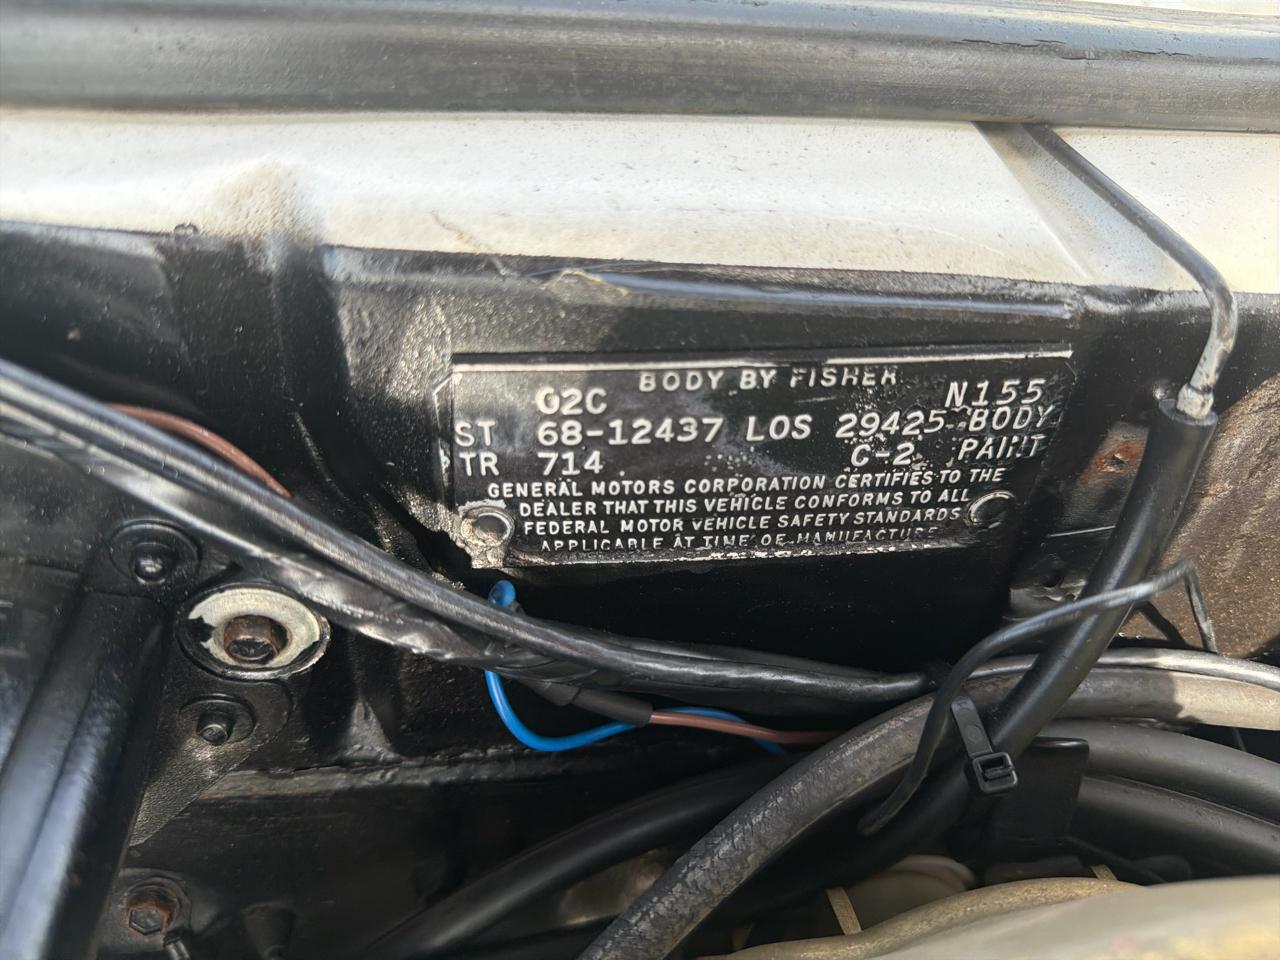 BODY BY FISHER
02C N155
ST 68-12437 LOS 29425 BODY
TR 714 C-2 PAINT
GENERAL MOTORS CORPORATION CERTIFIES TO THE
DEALER THAT THIS VEHICLE CONFORMS TO ALL
FEDERAL MOTOR VEHICLE SAFETY STANDARDS
APPLICABLE AT TIME OF MANUFACTURE